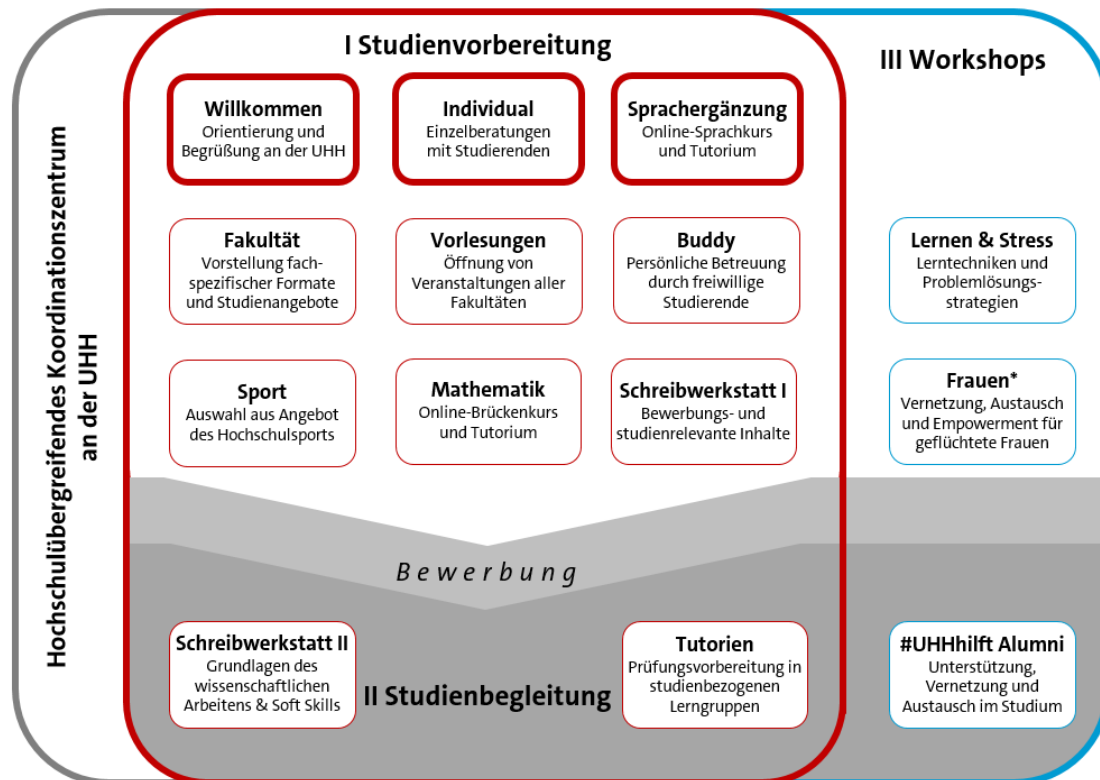 Hochschulübergreifendes Koordinationszentrum
an der UHH
I Studienvorbereitung
Willkommen
Orientierung und
Begrüßung an der UHH
Individual
Einzelberatungen
mit Studierenden
Sprachergänzung
Online-Sprachkurs
und Tutorium
Fakultät
Vorstellung fach-
spezifischer Formate
und Studienangebote
Vorlesungen
Öffnung von
Veranstaltungen aller
Fakultäten
Buddy
Persönliche Betreuung
durch freiwillige
Studierende
Sport
Auswahl aus Angebot
des Hochschulsports
Mathematik
Online-Brückenkurs
und Tutorium
Schreibwerkstatt I
Bewerbungs- und
studienrelevante Inhalte
Bewerbung
Schreibwerkstatt II
Grundlagen des
wissenschaftlichen
Arbeitens & Soft Skills
II Studienbegleitung
Tutorien
Prüfungsvorbereitung in
studienbezogenen
Lerngruppen
III Workshops
Lernen & Stress
Lerntechniken und
Problemlösungs-
strategien
Frauen*
Vernetzung, Austausch
und Empowerment für
geflüchtete Frauen
#UHHhilft Alumni
Unterstützung,
Vernetzung und
Austausch im Studium